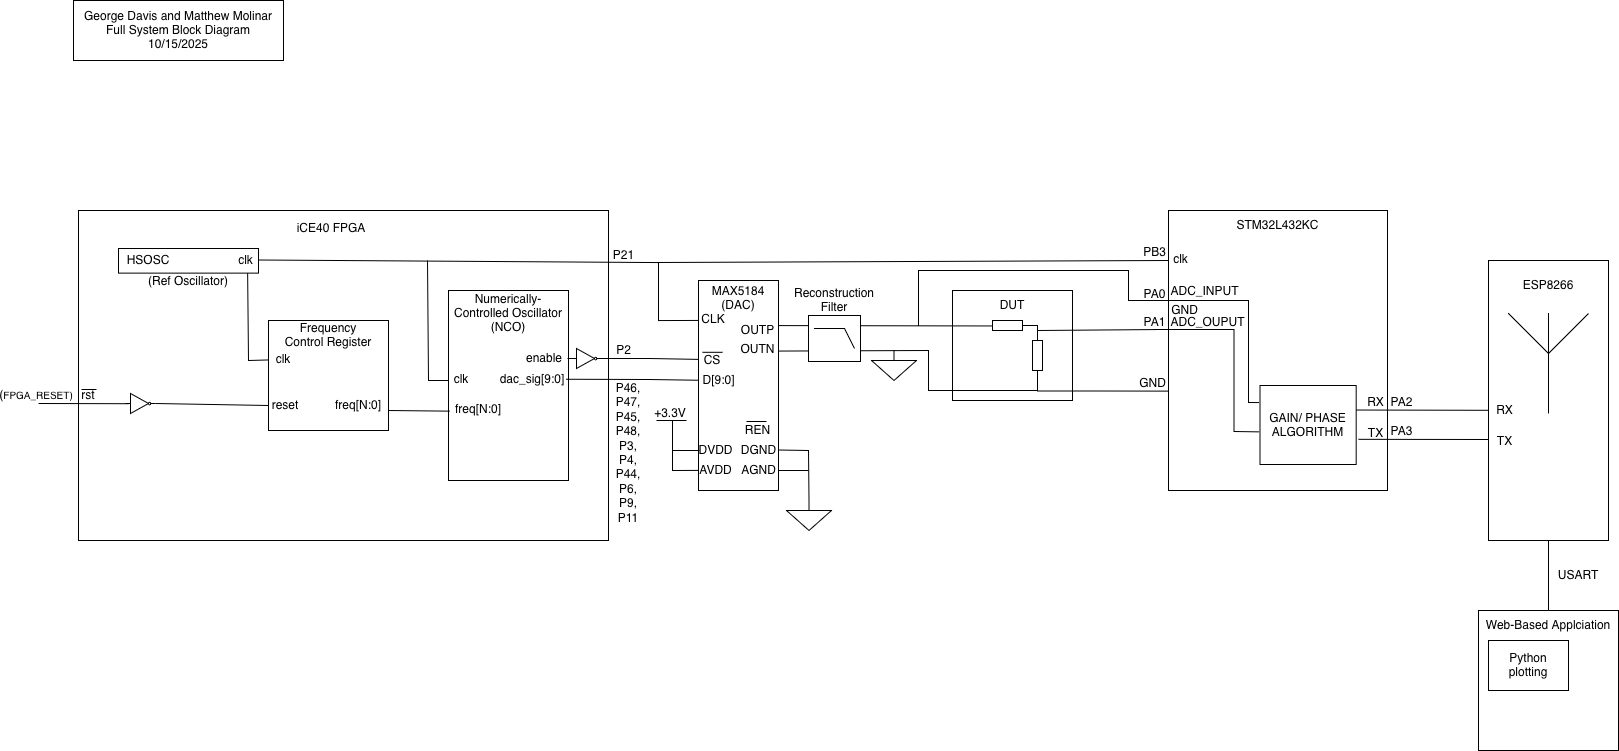 George Davis and Matthew Molinar
Full System Block Diagram
10/15/2025
iCE40 FPGA
HSOSC
clk
(Ref Oscillator)
Frequency
Control Register
clk
reset
freq[N:0]
(FPGA_RESET)
rst
Numerically-
Controlled Oscillator
(NCO)
enable
clk
dac_sig[9:0]
freq[N:0]
P21
P2
P46,
P47,
P45,
P48,
P3,
P4,
P44,
P6,
P9,
P11
MAX5184
(DAC)
CLK
OUTP
OUTN
CS
D[9:0]
+3.3V
REN
DVDD
DGND
AVDD
AGND
Reconstruction
Filter
DUT
STM32L432KC
PB3
clk
PA0
ADC_INPUT
GND
PA1
ADC_OUPUT
GND
GAIN/ PHASE
ALGORITHM
RX
PA2
TX
PA3
ESP8266
RX
TX
USART
Web-Based Applciation
Python
plotting